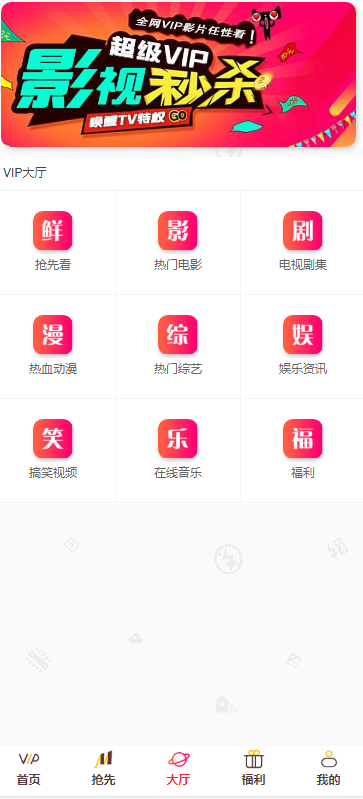 全网VIP影片任性看！
超级VIP
影视秒杀
唤醒TV特权 GO
VIP大厅
鲜 影 剧
抢先看 热门电影 电视剧集
漫 综 娱
热血动漫 热门综艺 娱乐资讯
笑 乐 福
搞笑视频 在线音乐 福利
VIP
首页 抢先 大厅 福利 我的